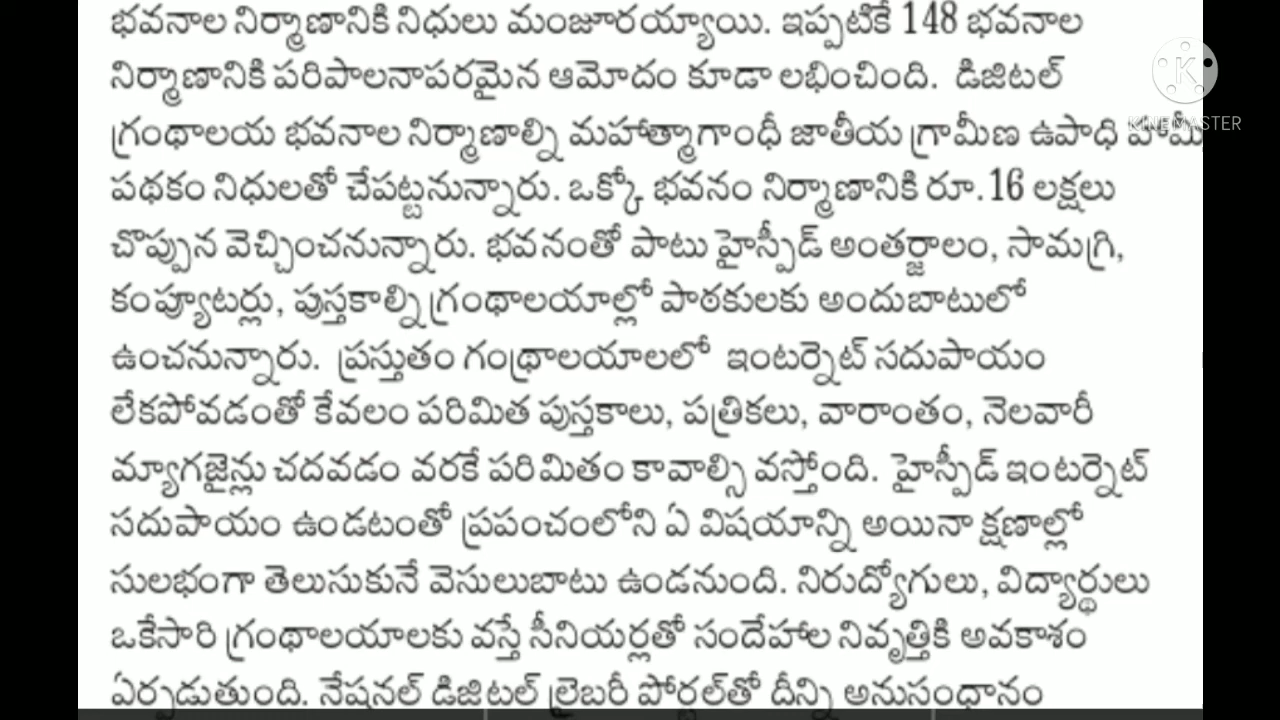 భవనాల నిర్మాణానికి నిధులు మంజూరయ్యాయి. ఇప్పటికే 148 భవనాల
నిర్మాణానికి పరిపాలనాపరమైన ఆమోదం కూడా లభించింది. డిజిటల్
గ్రంథాలయ భవనాల నిర్మాణాల్ని మహాత్మాగాంధీ జాతీయ గ్రామీణ ఉపాధి హామీ
పథకం నిధులతో చేపట్టనున్నారు. ఒక్కో భవనం నిర్మాణానికి రూ.16 లక్షలు
చొప్పున వెచ్చించనున్నారు. భవనంతో పాటు హైస్పీడ్ అంతర్జాలం, సామగ్రి,
కంప్యూటర్లు, పుస్తకాల్ని గ్రంథాలయాల్లో పాఠకులకు అందుబాటులో
ఉంచనున్నారు. ప్రస్తుతం గంథ్రాలయాలలో ఇంటర్నెట్ సదుపాయం
లేకపోవడంతో కేవలం పరిమిత పుస్తకాలు, పత్రికలు, వారాంతం, నెలవారీ
మ్యాగజైన్లు చదవడం వరకే పరిమితం కావాల్సి వస్తోంది. హైస్పీడ్ ఇంటర్నెట్
సదుపాయం ఉండటంతో ప్రపంచంలోని ఏ విషయాన్ని అయినా క్షణాల్లో
సులభంగా తెలుసుకునే వెసులుబాటు ఉండనుంది. నిరుద్యోగులు, విద్యార్థులు
ఒకేసారి గ్రంథాలయాలకు వస్తే సీనియర్లతో సందేహాల నివృత్తికి అవకాశం
ఏర్పడుతుంది. నేషనల్ డిజిటల్ లైబ్రరీ పోర్టల్‌తో దీన్ని అనుసంధానం
K
KINEMASTER